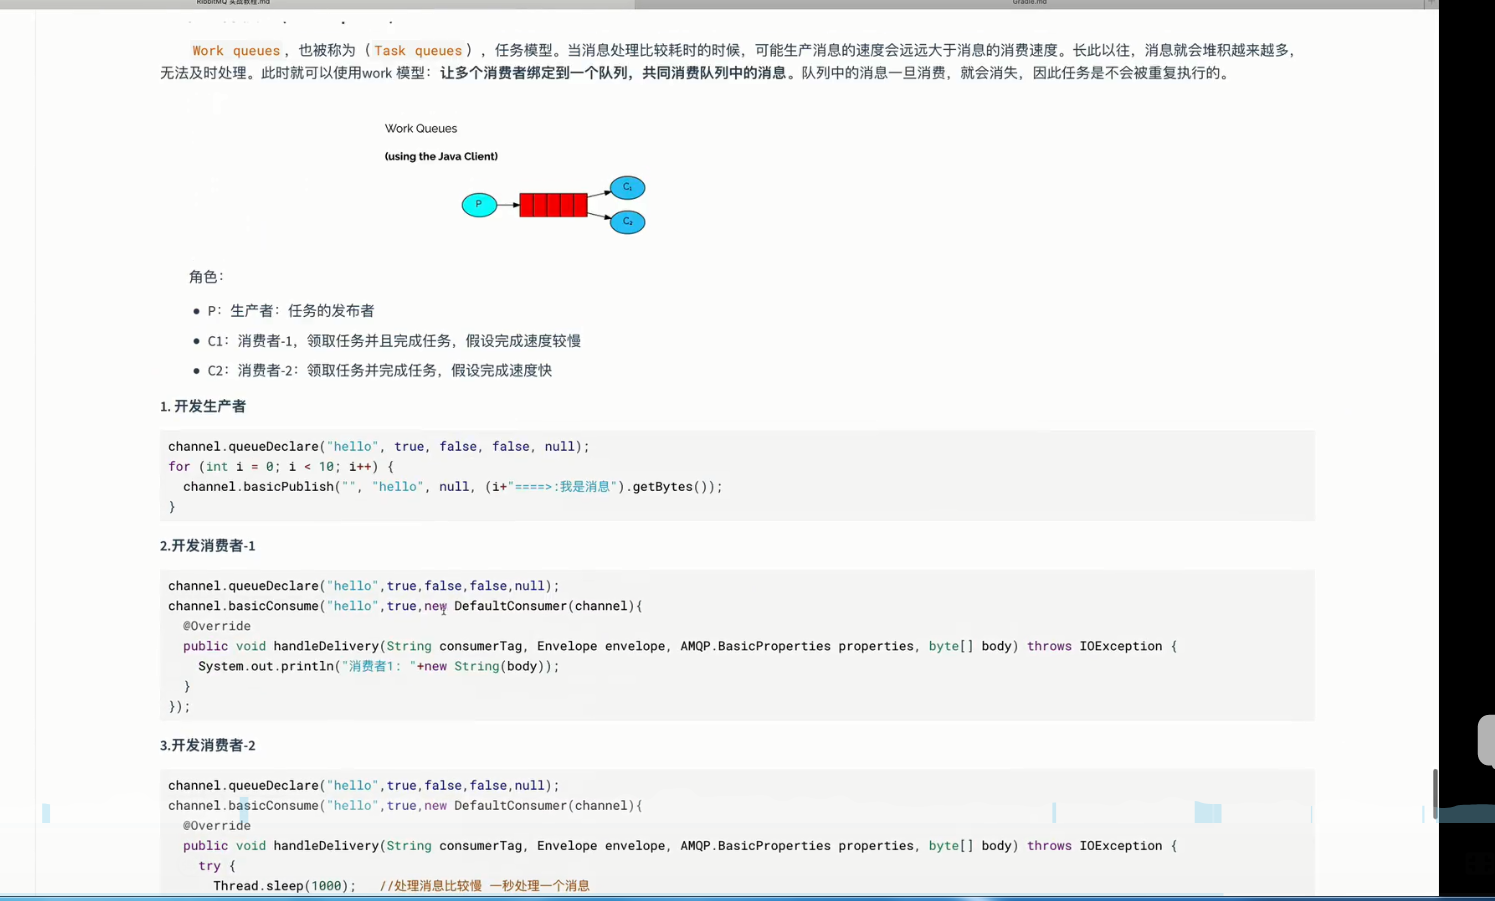 RibbitMQ 实战教程.md
Gradle.md
Work queues，也被称为（Task queues），任务模型。当消息处理比较耗时的时候，可能生产消息的速度会远远大于消息的消费速度。长此以往，消息就会堆积越来越多，
无法及时处理。此时就可以使用work 模型：让多个消费者绑定到一个队列，共同消费队列中的消息。队列中的消息一旦消费，就会消失，因此任务是不会被重复执行的。
Work Queues
(using the Java Client)
P
C₁
C₂
角色：
• P：生产者：任务的发布者
• C1：消费者-1，领取任务并且完成任务，假设完成速度较慢
• C2：消费者-2：领取任务并完成任务，假设完成速度快
1. 开发生产者
channel.queueDeclare("hello", true, false, false, null);
for (int i = 0; i < 10; i++) {
channel.basicPublish("", "hello", null, (i+"====>:我是消息").getBytes());
}
2.开发消费者-1
channel.queueDeclare("hello",true,false,false,null);
channel.basicConsume("hello",true,new DefaultConsumer(channel){
@Override
public void handleDelivery(String consumerTag, Envelope envelope, AMQP.BasicProperties properties, byte[] body) throws IOException {
System.out.println("消费者1: "+new String(body));
}
});
3.开发消费者-2
channel.queueDeclare("hello",true,false,false,null);
channel.basicConsume("hello",true,new DefaultConsumer(channel){
@Override
public void handleDelivery(String consumerTag, Envelope envelope, AMQP.BasicProperties properties, byte[] body) throws IOException {
try {
Thread.sleep(1000); //处理消息比较慢 一秒处理一个消息